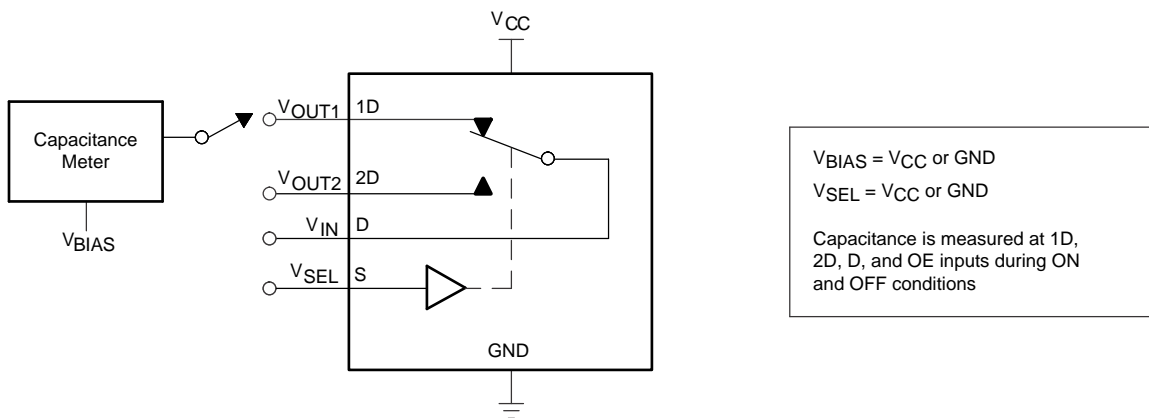 VCC
Capacitance
Meter
VBIAS
VOUT1 1D
VOUT2 2D
VIN D
VSEL S
GND
VBIAS = VCC or GND
VSEL = VCC or GND
Capacitance is measured at 1D,
2D, D, and OE inputs during ON
and OFF conditions